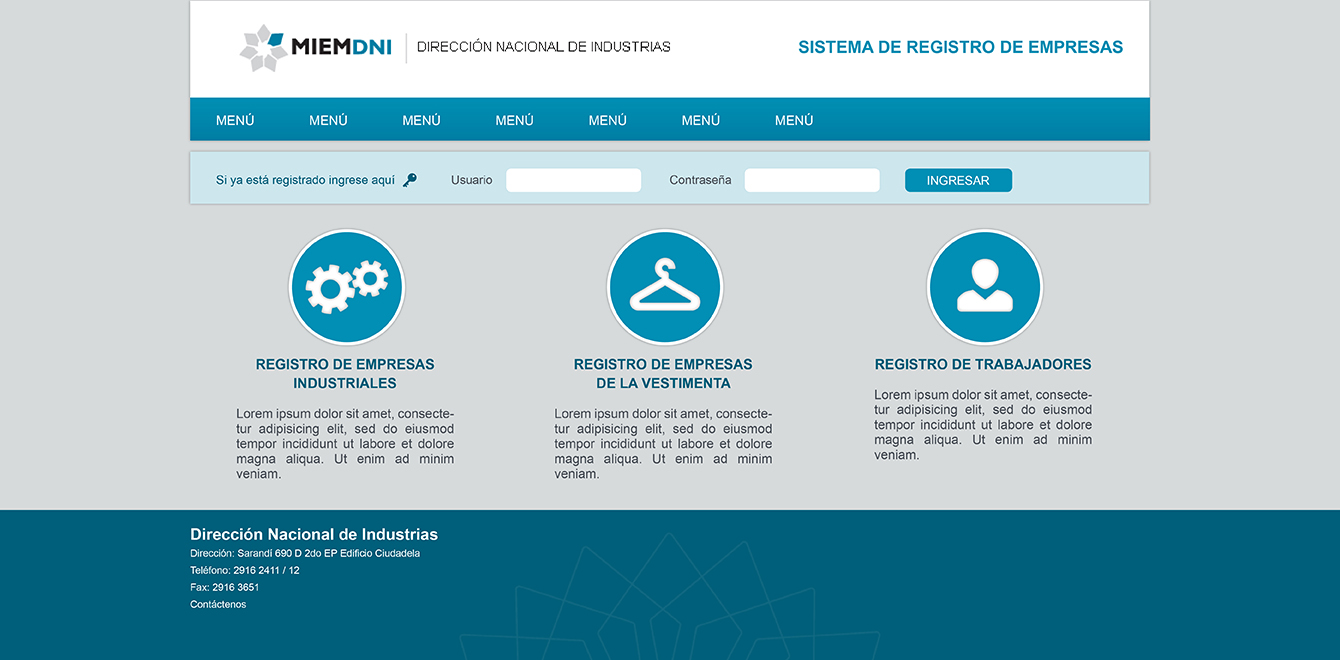 MIEMDNI DIRECCIÓN NACIONAL DE INDUSTRIAS
SISTEMA DE REGISTRO DE EMPRESAS
MENÚ MENÚ MENÚ MENÚ MENÚ MENÚ MENÚ
Si ya está registrado ingrese aquí Usuario Contraseña INGRESAR
REGISTRO DE EMPRESAS
INDUSTRIALES
Lorem ipsum dolor sit amet, consecte-
tur adipisicing elit, sed do eiusmod
tempor incididunt ut labore et dolore
magna aliqua. Ut enim ad minim
veniam.
REGISTRO DE EMPRESAS
DE LA VESTIMENTA
Lorem ipsum dolor sit amet, consecte-
tur adipisicing elit, sed do eiusmod
tempor incididunt ut labore et dolore
magna aliqua. Ut enim ad minim
veniam.
REGISTRO DE TRABAJADORES
Lorem ipsum dolor sit amet, consecte-
tur adipisicing elit, sed do eiusmod
tempor incididunt ut labore et dolore
magna aliqua. Ut enim ad minim
veniam.
Dirección Nacional de Industrias
Dirección: Sarandí 690 D 2do EP Edificio Ciudadela
Teléfono: 2916 2411 / 12
Fax: 2916 3651
Contáctenos